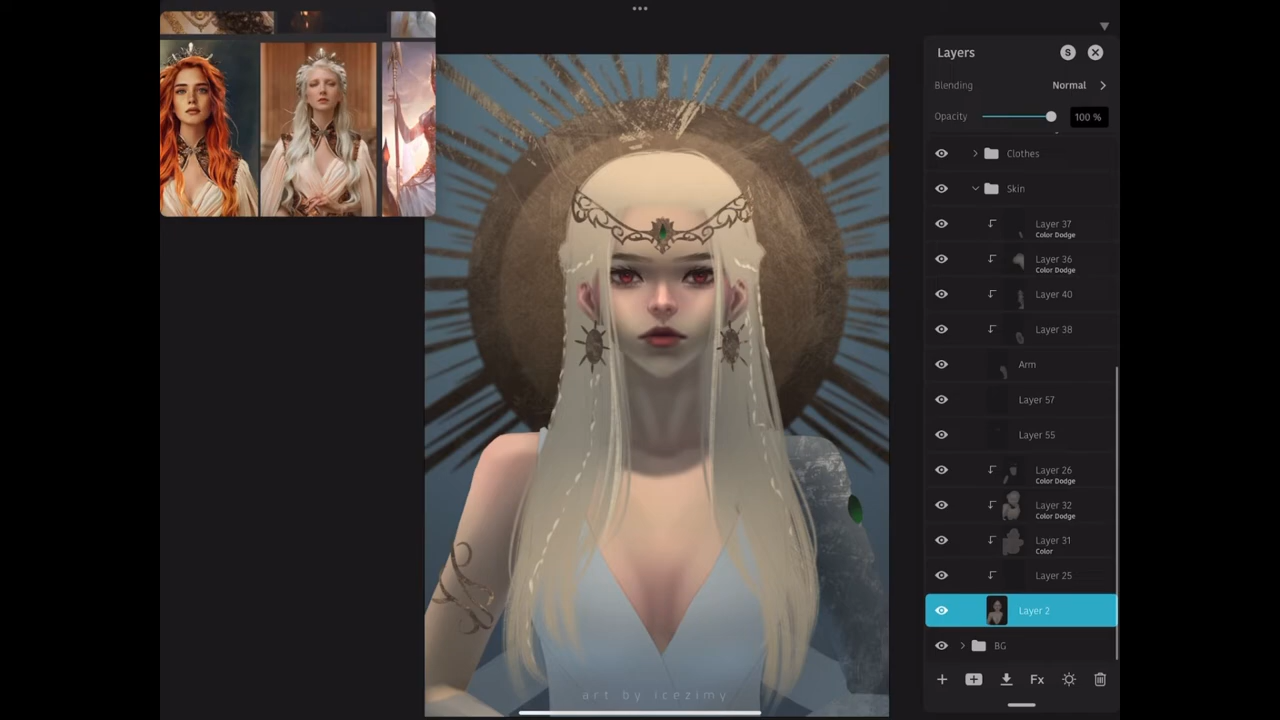 Layers
S
Blending
Normal
Opacity
100 %
Clothes
Skin
Layer 37
Color Dodge
Layer 36
Color Dodge
Layer 40
Layer 38
Arm
Layer 57
Layer 55
Layer 26
Color Dodge
Layer 32
Color Dodge
Layer 31
Color
Layer 25
Layer 2
BG
Fx
art by icezimy